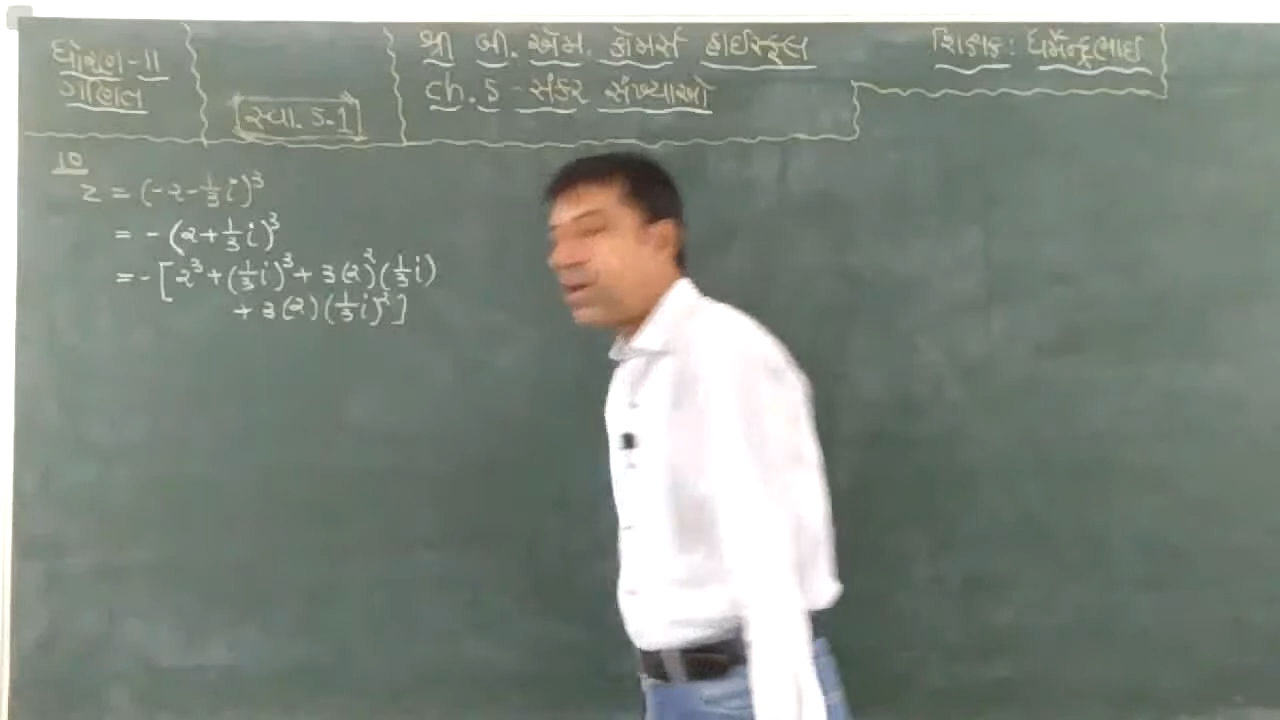 ધોરણ-11
ગણિત
સ્વા. 5.1
શ્રી બી. એમ. કોમર્સ હાઈસ્કૂલ
ch. 5 - સંકર સંખ્યાઓ
શિક્ષક: ધર્મેન્દ્રભાઈ
10
z = (-2-1/3 i)³
= - (2+1/3 i)³
= - [2³ + (1/3 i)³ + 3(2)²(1/3 i)
+ 3(2)(1/3 i)²]